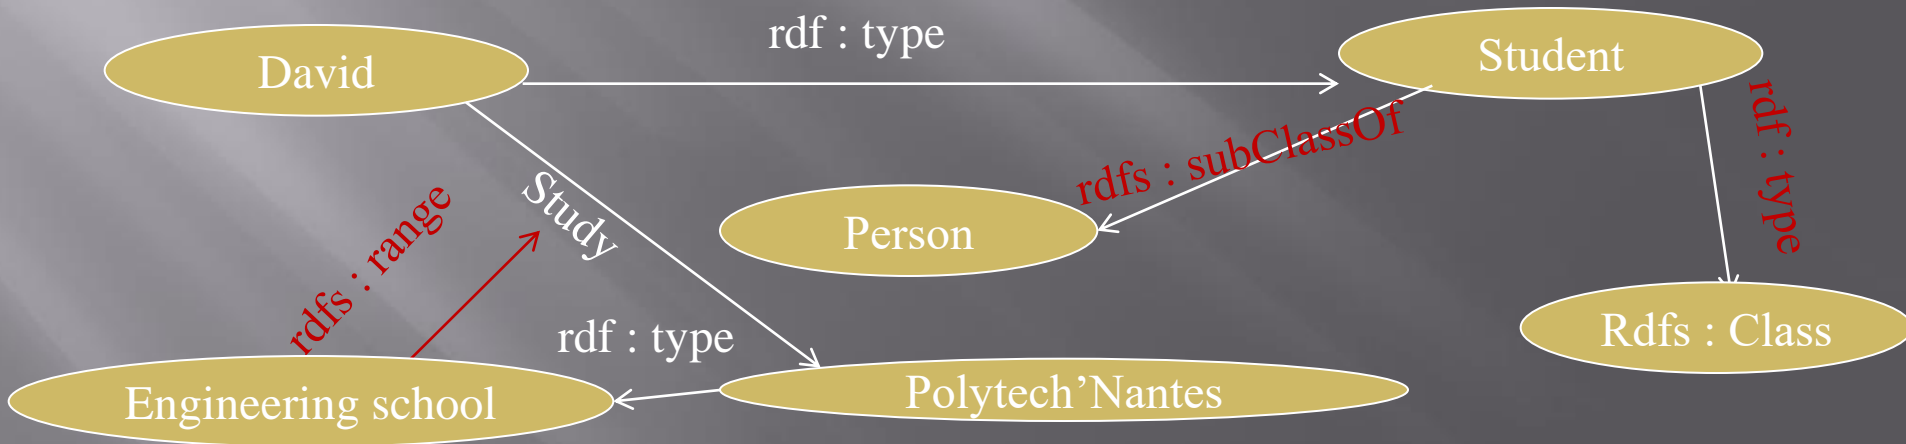 rdf : type
David
Student
rdfs : subClassOf
rdf : type
Study
rdfs : range
Person
rdf : type
Rdfs : Class
Engineering school
Polytech’Nantes